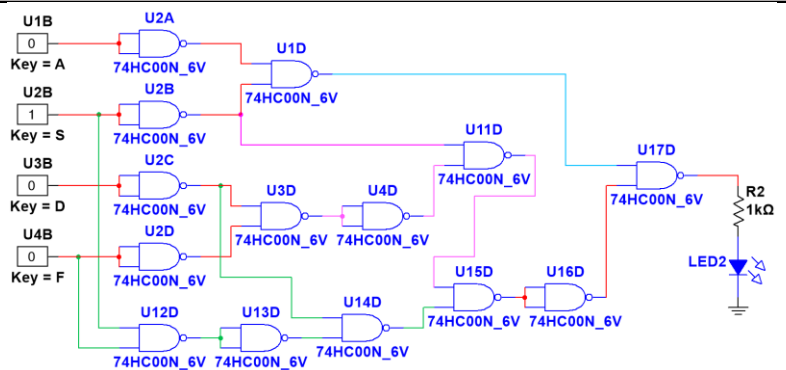 U1B
0
Key = A
U2A
74HC00N_6V
U1D
74HC00N_6V
U2B
1
Key = S
U2B
74HC00N_6V
U11D
74HC00N_6V
U17D
74HC00N_6V
U3B
0
Key = D
U2C
74HC00N_6V
U3D
74HC00N_6V
U4D
74HC00N_6V
R2
1kΩ
U4B
0
Key = F
U2D
74HC00N_6V
LED2
U15D
74HC00N_6V
U16D
74HC00N_6V
U12D
74HC00N_6V
U13D
74HC00N_6V
U14D
74HC00N_6V